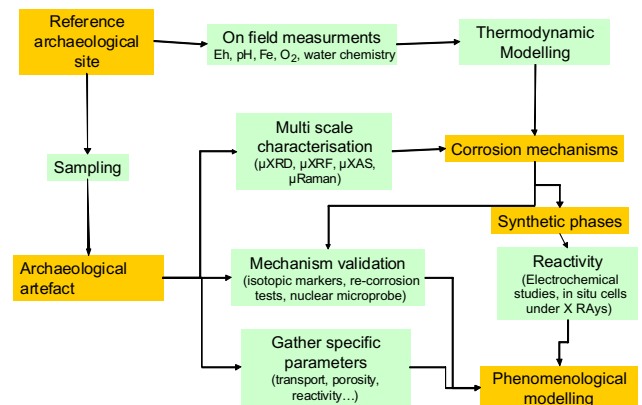 Reference
archaeological
site
On field measurments
Eh, pH, Fe, O2, water chemistry
Thermodynamic
Modelling
Sampling
Multi scale
characterisation
(µXRD, µXRF, µXAS,
µRaman)
Corrosion mechanisms
Synthetic phases
Archaeological
artefact
Mechanism validation
(isotopic markers, re-corrosion
tests, nuclear microprobe)
Reactivity
(Electrochemical
studies, in situ cells
under X RAys)
Gather specific
parameters
(transport, porosity,
reactivity…)
Phenomenological
modelling